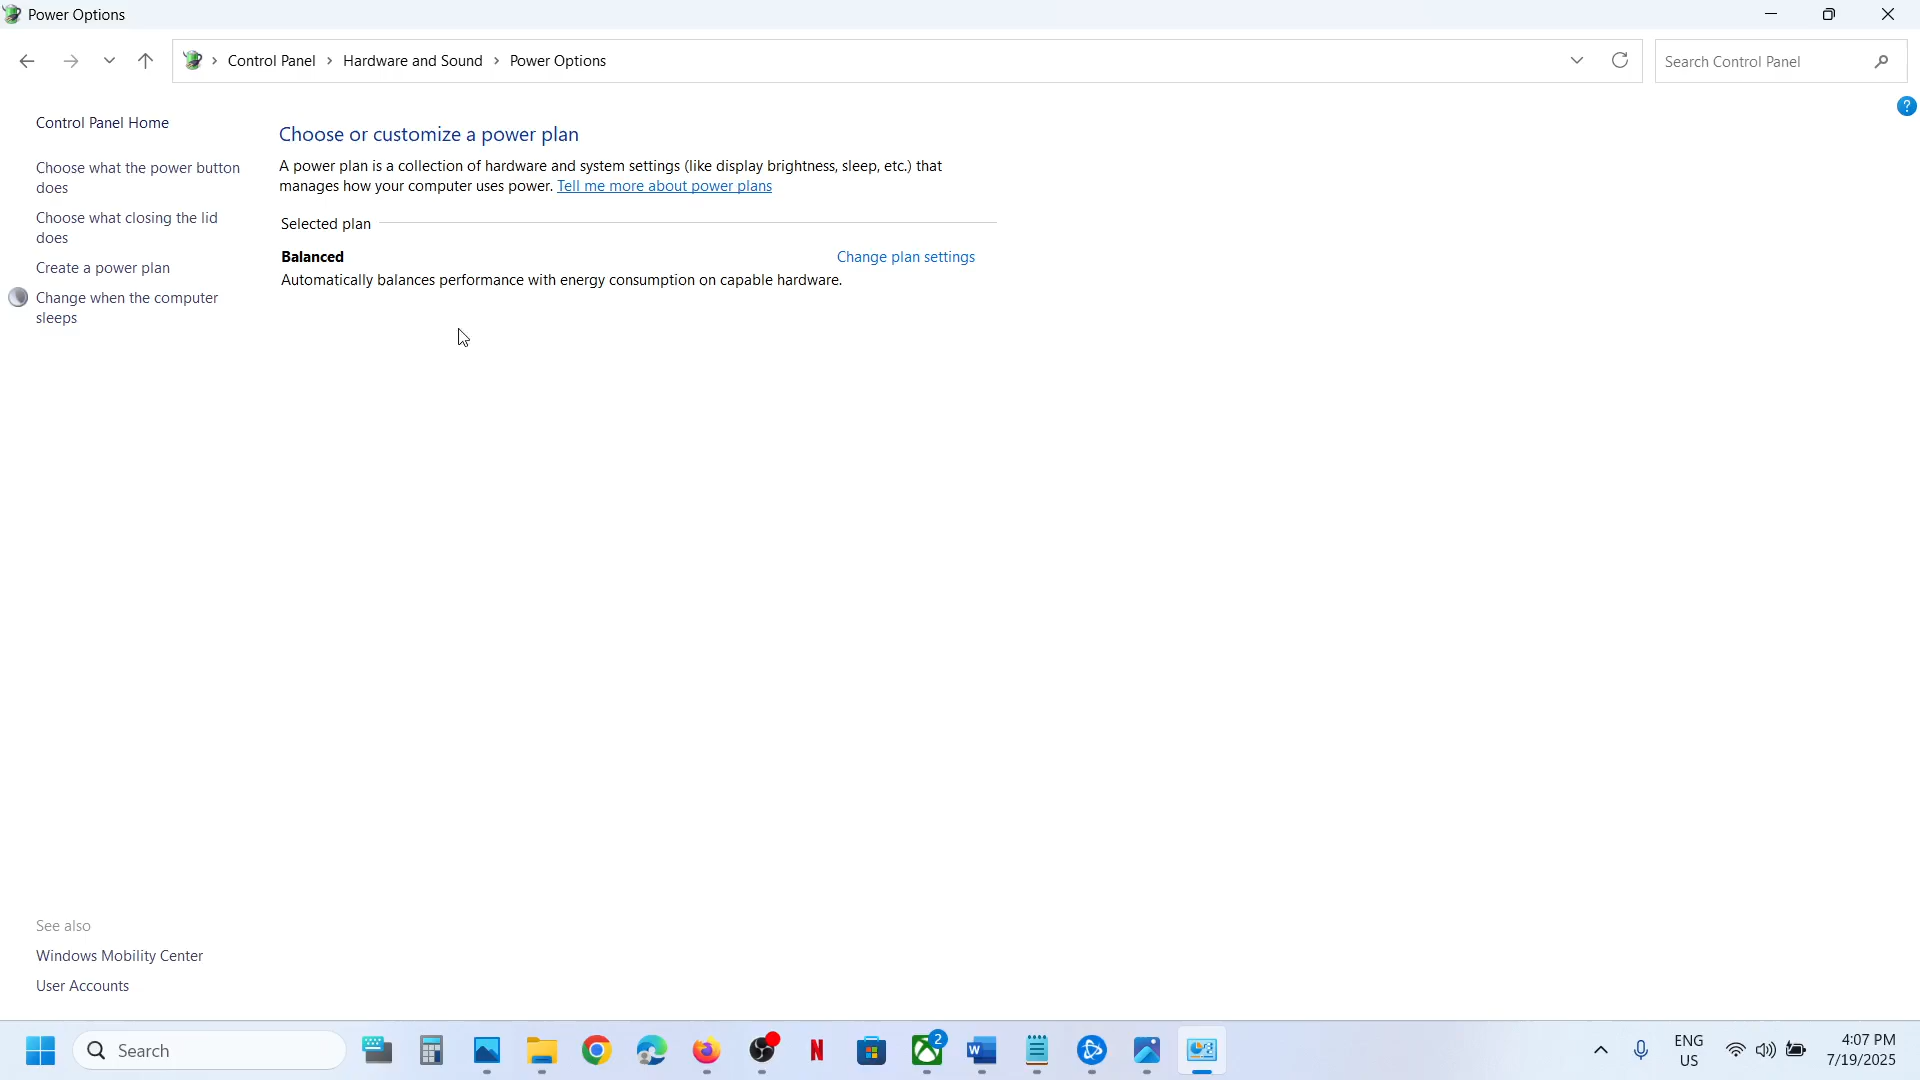 Power Options
Control Panel > Hardware and Sound > Power Options
Search Control Panel
?
Control Panel Home
Choose what the power button
does
Choose what closing the lid
does
Create a power plan
Change when the computer
sleeps
Choose or customize a power plan
A power plan is a collection of hardware and system settings (like display brightness, sleep, etc.) that
manages how your computer uses power. Tell me more about power plans
Selected plan
Balanced
Change plan settings
Automatically balances performance with energy consumption on capable hardware.
See also
Windows Mobility Center
User Accounts
Search
N
2
W
ENG
US
4:07 PM
7/19/2025